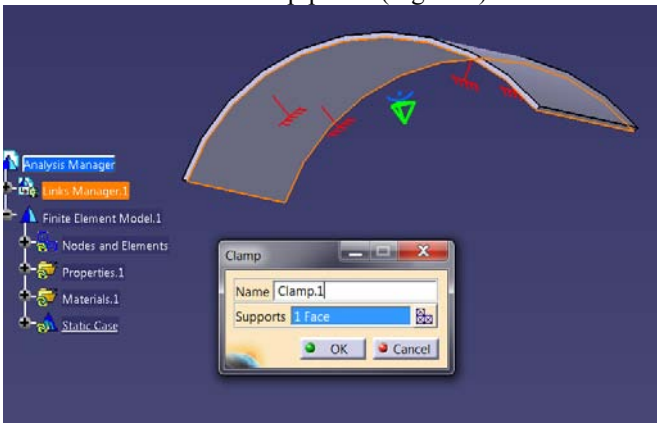 Analysis Manager
Links Manager.1
Finite Element Model.1
Nodes and Elements
Properties.1
Materials.1
Static Case
Clamp
Name Clamp.1
Supports 1 Face
OK Cancel